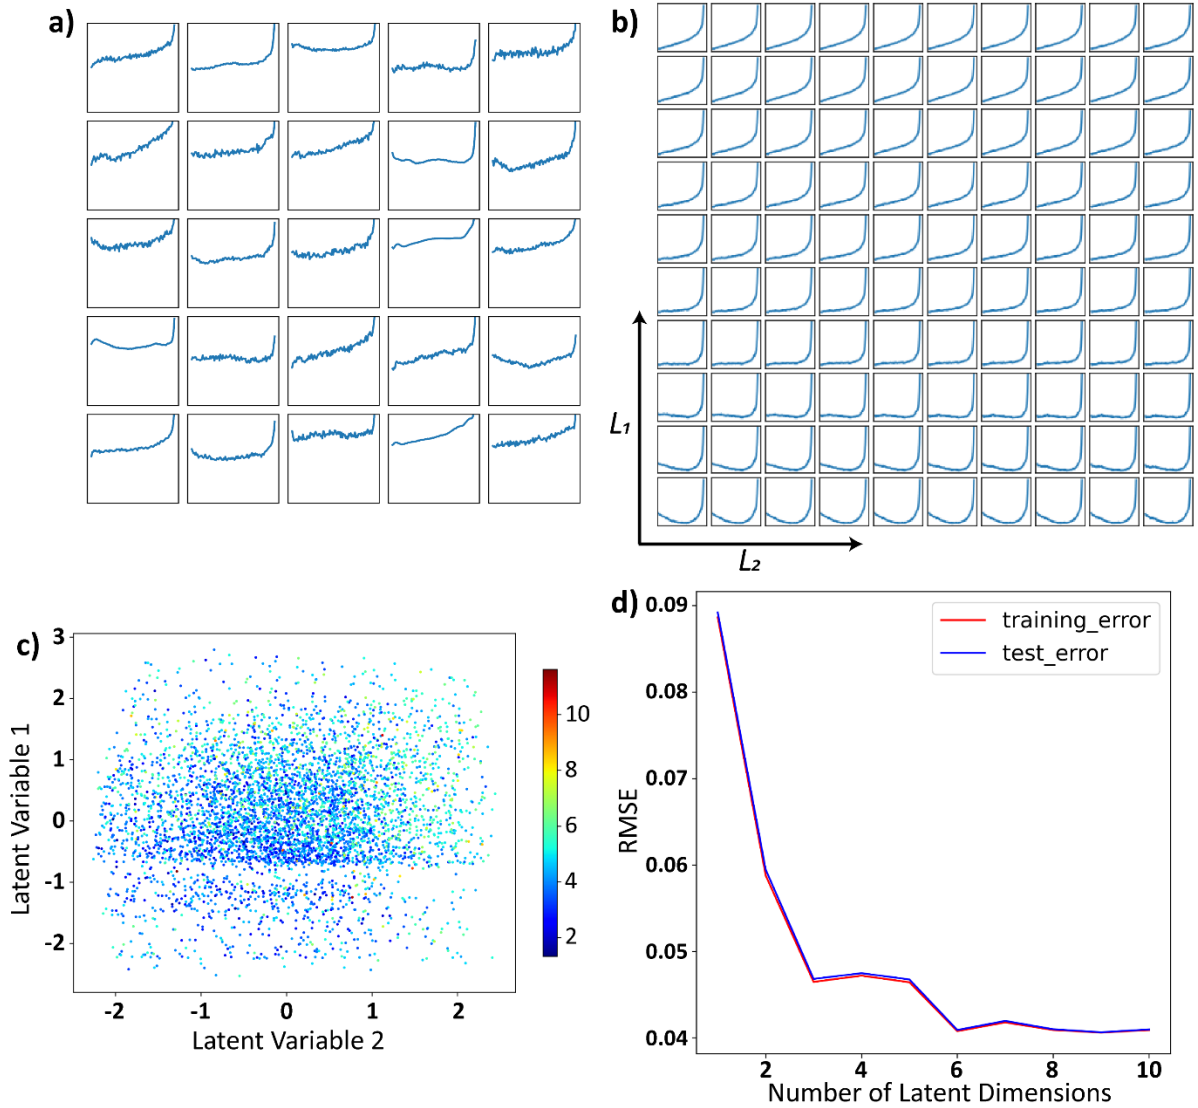 a)
b)
L₁
L₂
c)
3
2
1
0
-1
-2
-2
-1
0
1
2
Latent Variable 1
Latent Variable 2
10
8
6
4
2
d)
0.09
0.08
0.07
0.06
0.05
0.04
RMSE
training_error
test_error
2
4
6
8
10
Number of Latent Dimensions